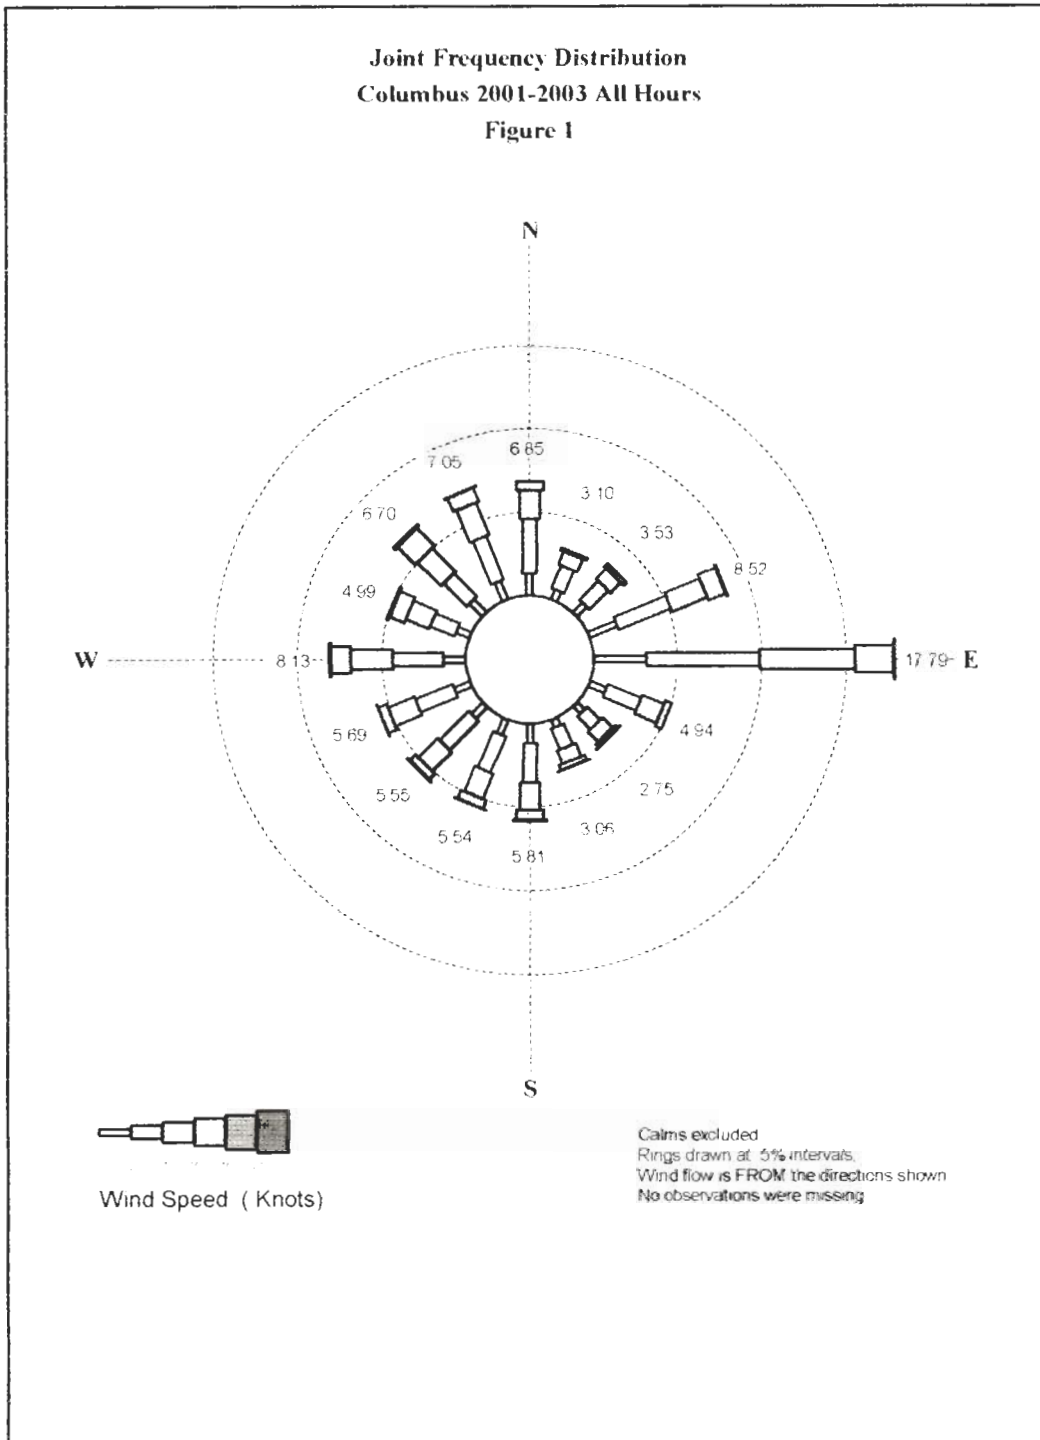 Joint Frequency Distribution
Columbus 2001-2003 All Hours
Figure 1
N
7.05
6.85
3.10
6.70
3.53
4.99
8.52
W
8.13
17.79
E
5.69
4.94
5.55
2.75
5.54
3.06
5.81
S
Calms excluded
Rings drawn at 5% intervals.
Wind flow is FROM the directions shown
No observations were missing
Wind Speed ( Knots)